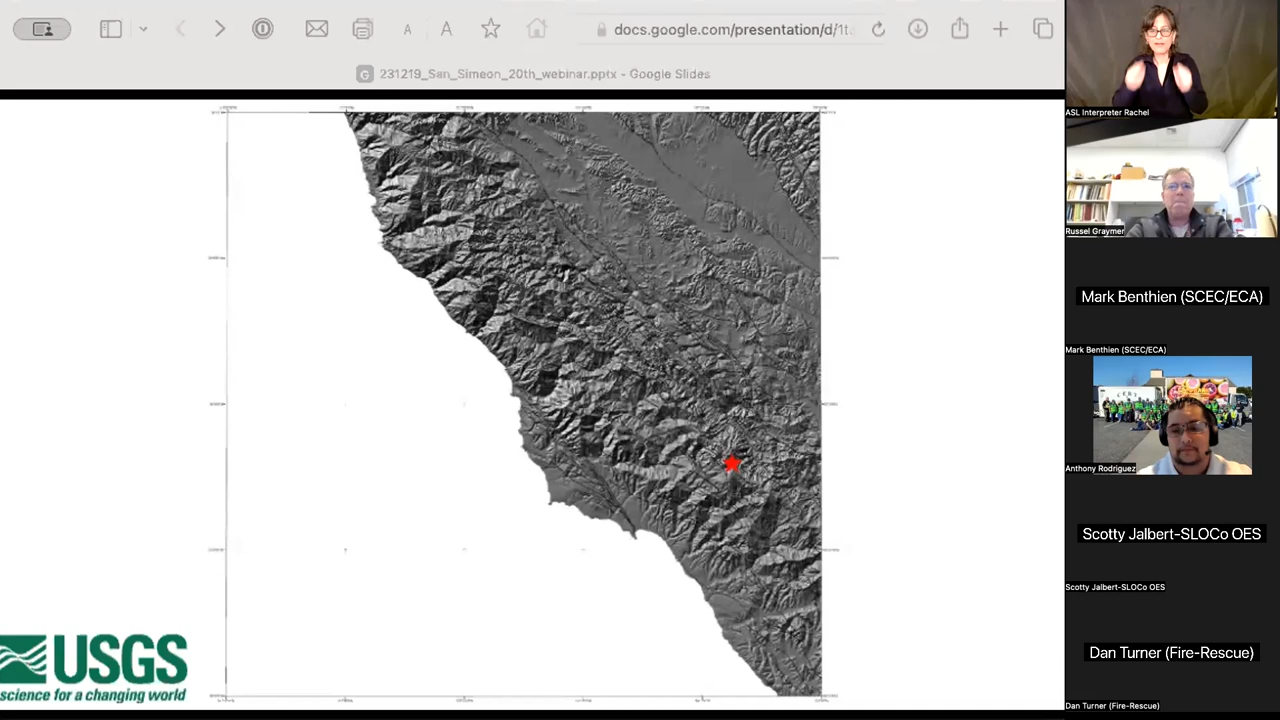 A A
docs.google.com/presentation/d/1t
G 231219_San_Simeon_20th_webinar.pptx - Google Slides
USGS
science for a changing world
ASL Interpreter Rachel
Russel Graymer
Mark Benthien (SCEC/ECA)
Mark Benthien (SCEC/ECA)
CERT
Anthony Rodriguez
Scotty Jalbert-SLOCo OES
Scotty Jalbert-SLOCo OES
Dan Turner (Fire-Rescue)
Dan Turner (Fire-Rescue)